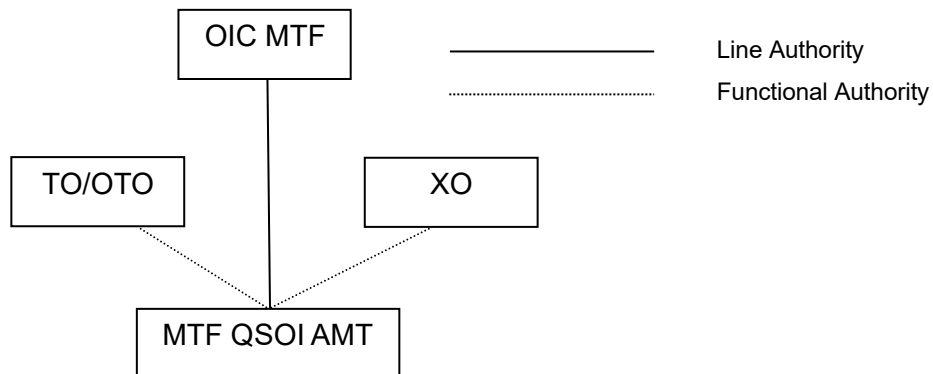 OIC MTF
Line Authority
Functional Authority
TO/OTO
XO
MTF QSOI AMT